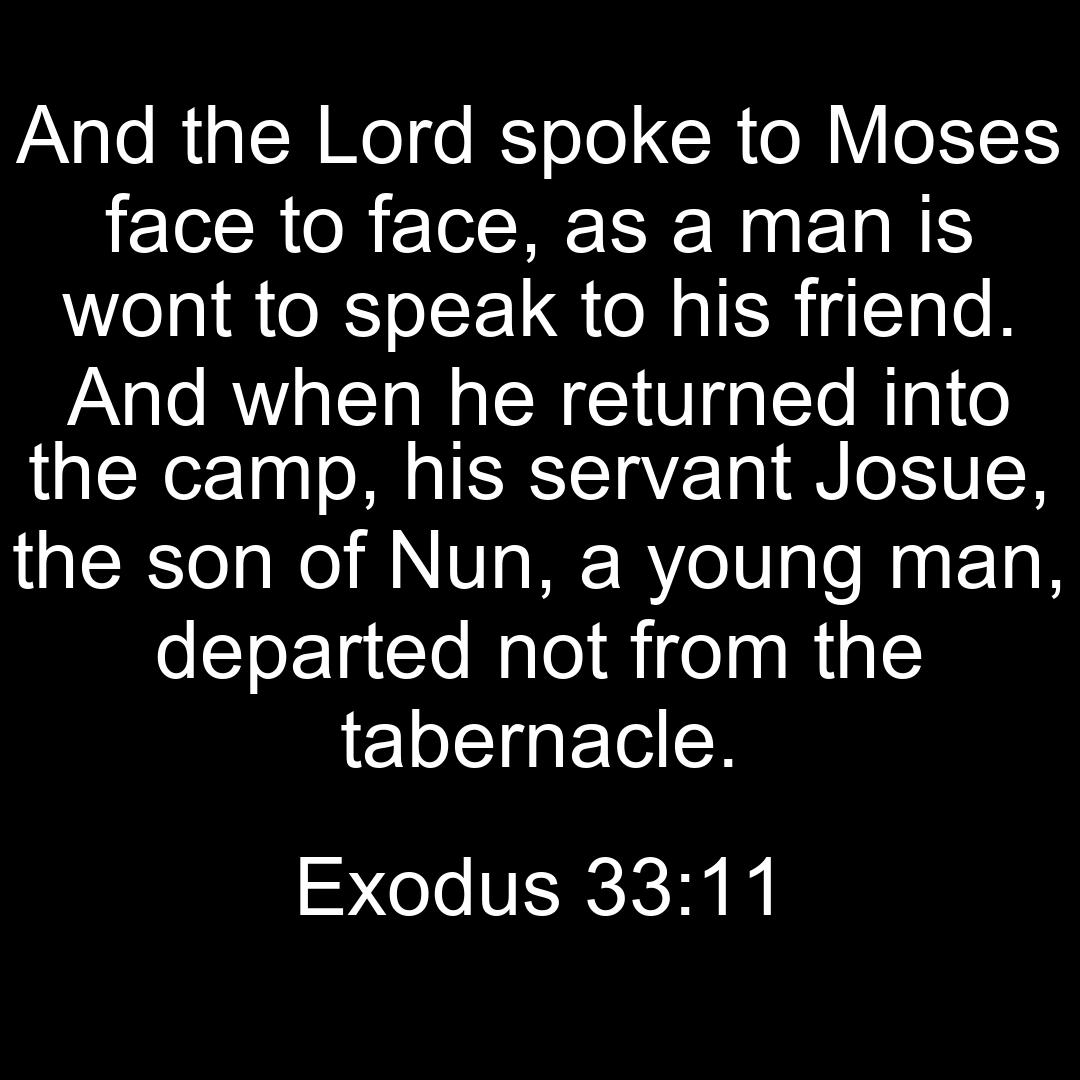 And the Lord spoke to Moses
face to face, as a man is
wont to speak to his friend.
And when he returned into
the camp, his servant Josue,
the son of Nun, a young man,
departed not from the
tabernacle.
Exodus 33:11